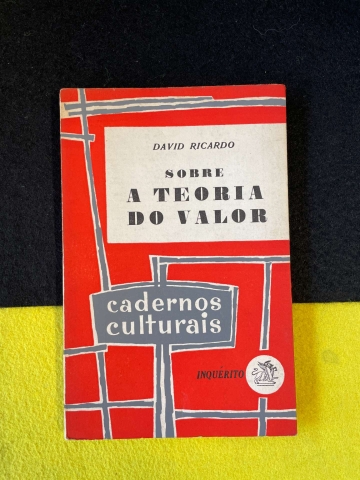 DAVID RICARDO
SOBRE
A TEORIA
DO VALOR
cadernos
culturais
INQUÉRITO